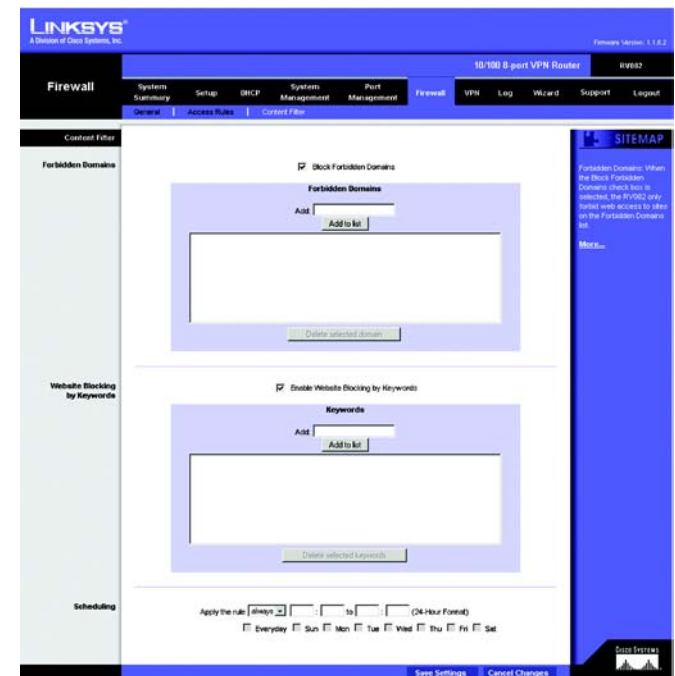 LINKSYS®
A Division of Cisco Systems, Inc.
Firmware Version: 1.1.6.2
10/100 8-port VPN Router
RV082
Firewall
System Summary
Setup
DHCP
System Management
Port Management
Firewall
VPN
Log
Wizard
Support
Logout
General | Access Rules | Content Filter
Content Filter
SITEMAP
Forbidden Domains
Block Forbidden Domains
Forbidden Domains
Add:
Add to list
Delete selected domain
Forbidden Domains: When
the Block Forbidden
Domains check box is
selected, the RV082 only
forbid web access to sites
on the Forbidden Domains
list.
More...
Website Blocking
by Keywords
Enable Website Blocking by Keywords
Keywords
Add:
Add to list
Delete selected keywords
Scheduling
Apply the rule always : to : (24-Hour Format)
Everyday Sun Mon Tue Wed Thu Fri Sat
Save Settings
Cancel Changes
CISCO SYSTEMS